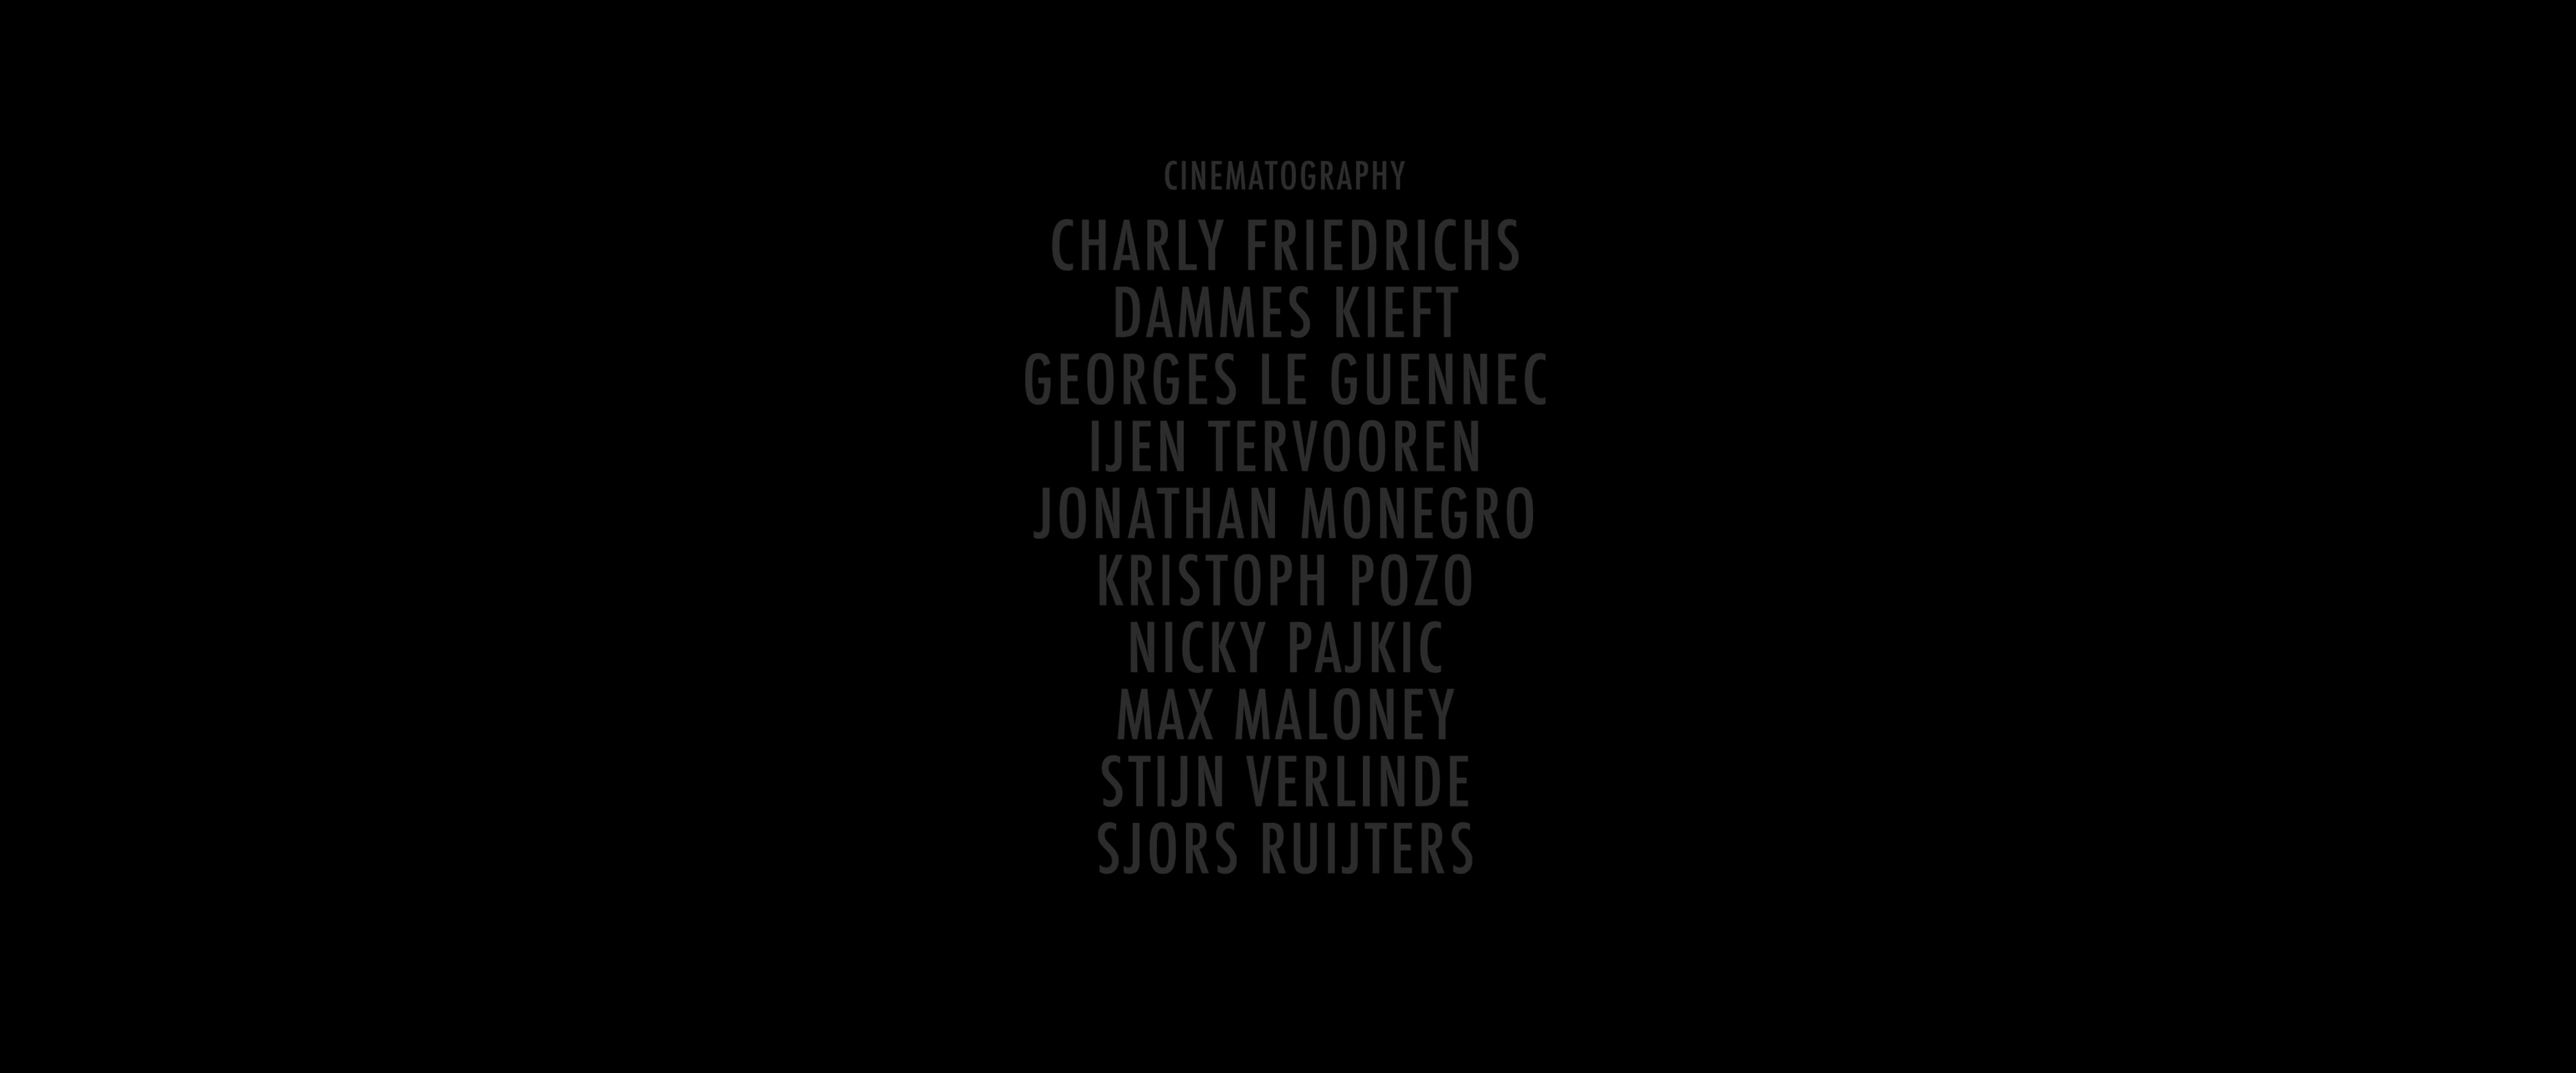 CINEMATOGRAPHY
CHARLY FRIEDRICHS
DAMMES KIEFT
GEORGES LE GUENNEC
IJEN TERVOOREN
JONATHAN MONEGRO
KRISTOPH POZO
NICKY PAJKIC
MAX MALONEY
STIJN VERLINDE
SJORS RUIJTERS